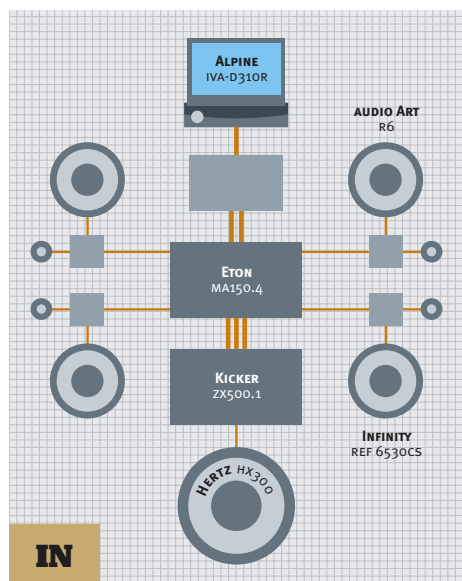 ALPINE
IVA-D310R
AUDIO ART
R6
ETON
MA150.4
KICKER
ZX500.1
INFINITY
REF 6530CS
HERTZ HX300
IN